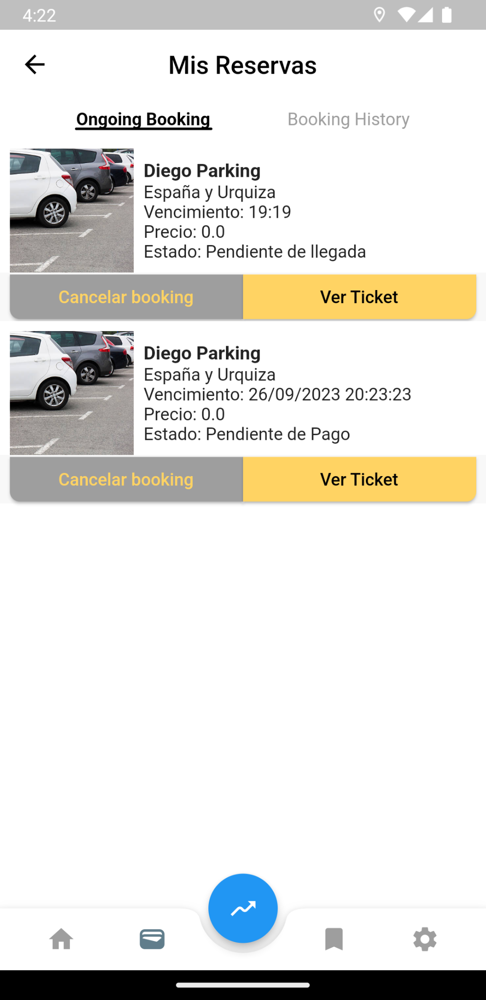 4:22
Mis Reservas
Ongoing Booking
Booking History
Diego Parking
España y Urquiza
Vencimiento: 19:19
Precio: 0.0
Estado: Pendiente de llegada
Cancelar booking
Ver Ticket
Diego Parking
España y Urquiza
Vencimiento: 26/09/2023 20:23:23
Precio: 0.0
Estado: Pendiente de Pago
Cancelar booking
Ver Ticket